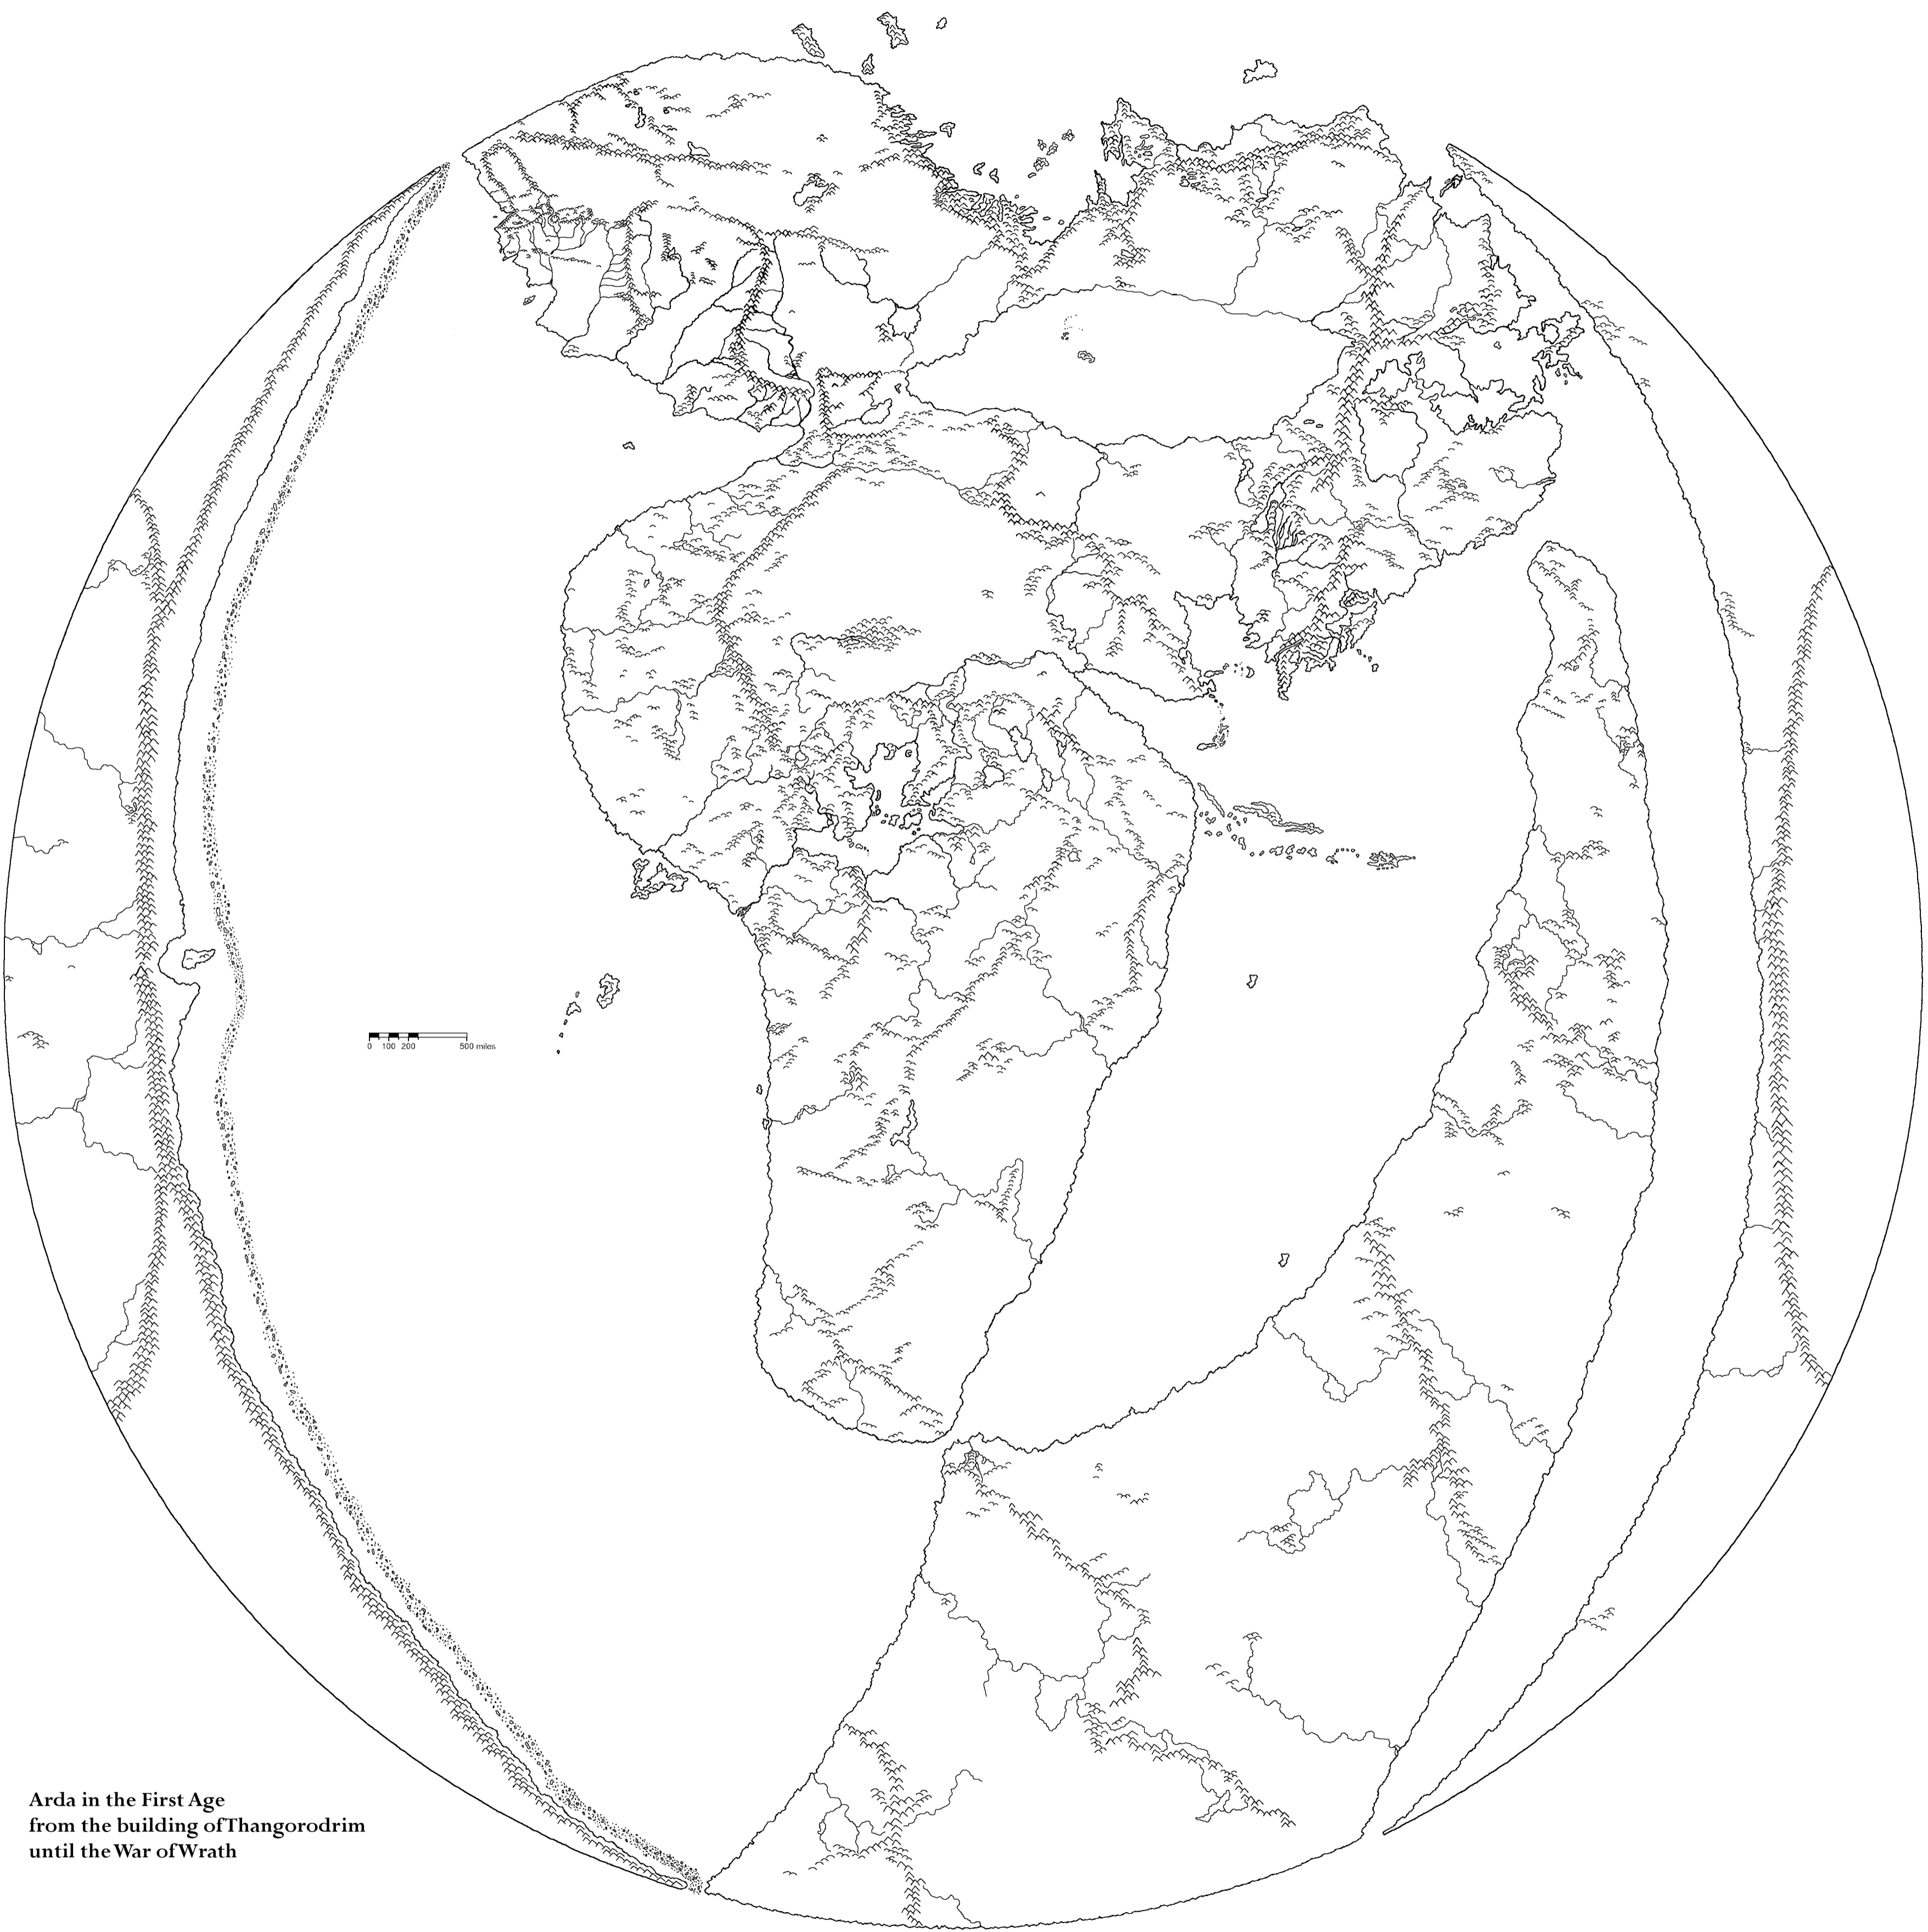 0 100 200 500 miles
Arda in the First Age
from the building of Thangorodrim
until the War of Wrath